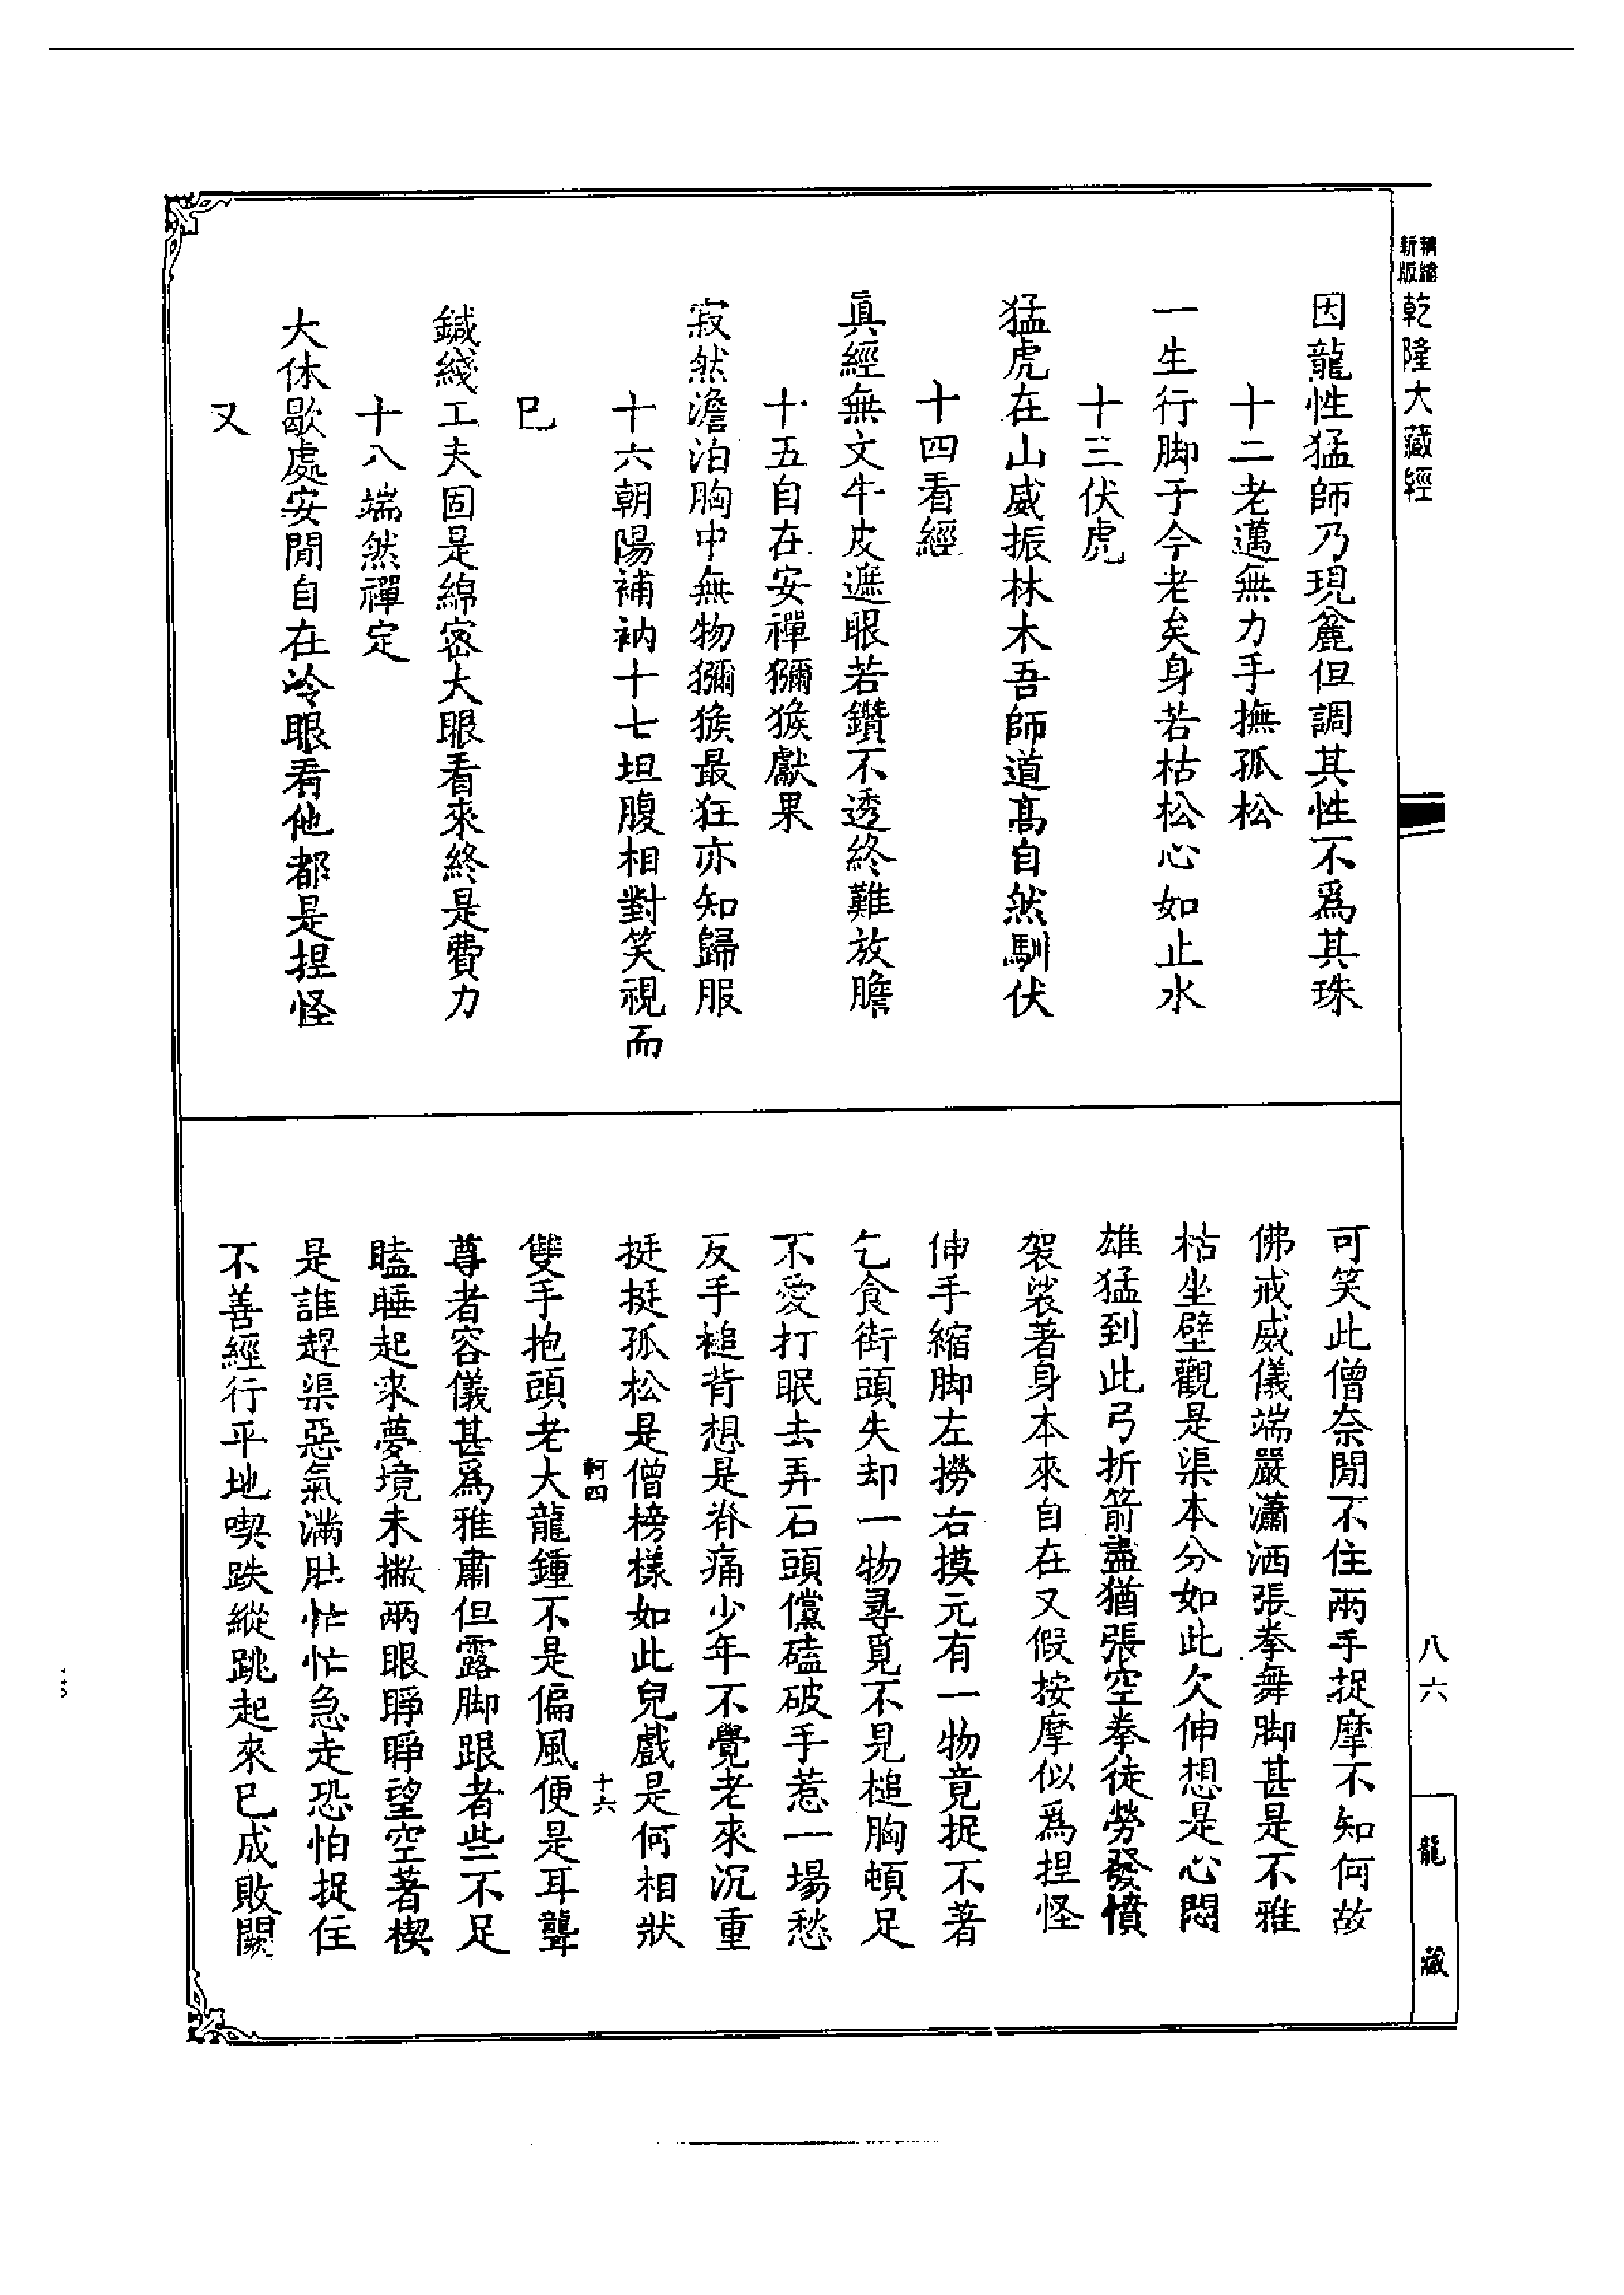 精縮
新版
乾隆大藏經
因龍性猛師乃現麄但調其性不爲其珠
十二老邁無力手撫孤松
一生行脚于今老矣身若枯松心如止水
十三伏虎
猛虎在山威振林木吾師道髙自然馴伏
十四看經
眞經無文牛皮遮眼若鑽不透終難放膽
十五自在安禪獼猴獻果
寂然澹泊胸中無物獼猴最狂亦知歸服
十六朝陽補衲十七坦腹相對笑視而
巳
鍼綫工夫固是綿密大眼看來終是費力
十八端然禪定
大休歇處安閒自在冷眼看他都是揑怪
又
可笑此僧奈閒不住兩手捉摩不知何故
佛戒威儀端嚴瀟洒張拳舞脚甚是不雅
枯坐壁觀是渠本分如此欠伸想是心悶
雄猛到此弓折箭盡猶張空拳徒勞發憤
袈裟著身本來自在又假按摩似爲揑怪
伸手縮脚左撈右摸元有一物竟捉不著
乞食街頭失却一物尋覓不見槌胸頓足
不愛打眠去弄石頭儻磕破手惹一場愁
反手槌背想是脊痛少年不覺老來沉重
挺挺孤松是僧榜樣如此兒戲是何相狀
軻四
十六
雙手抱頭老大龍鍾不是偏風便是耳聾
尊者容儀甚爲雅肅但露脚跟者些不足
瞌睡起來夢境未撇兩眼睜睜望空著楔
是誰趕渠惡氣滿肚忙忙急走恐怕捉住
不善經行平地喫跌縱跳起來巳成敗闕
八六
龍
藏